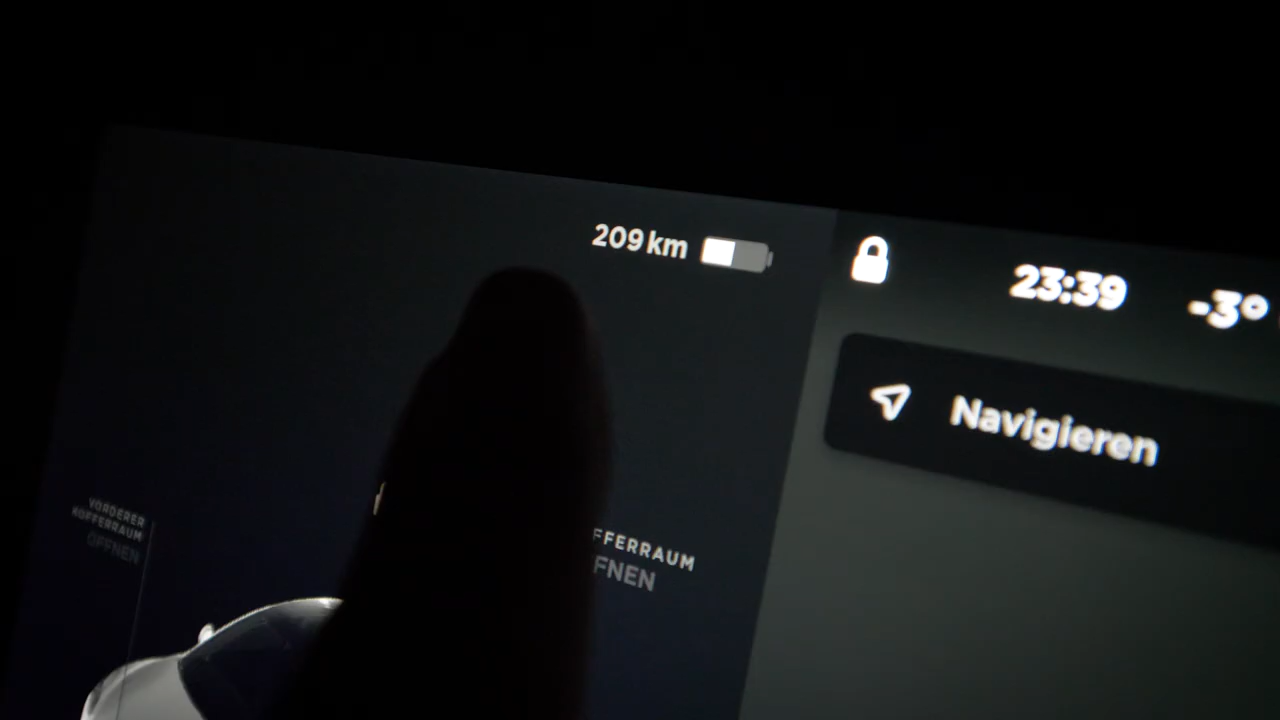 209 km
23:39
-3°
Navigieren
VORDERER
KOFFERRAUM
ÖFFNEN
FFERRAUM
FNEN